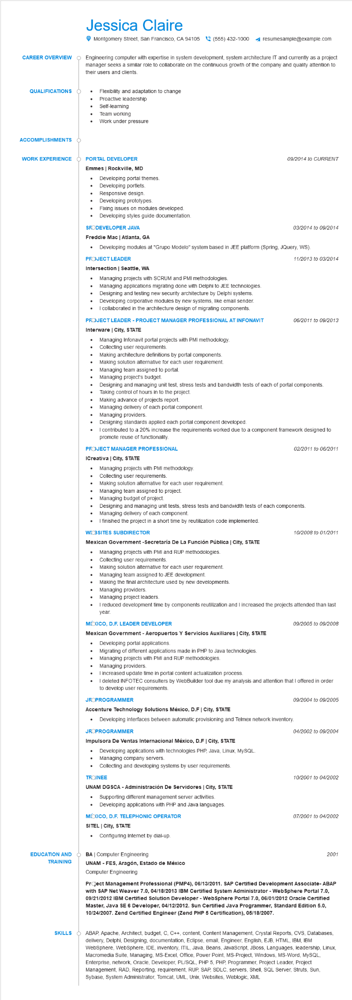 Jessica Claire
Montgomery Street, San Francisco, CA 94105 (555) 432-1000 resumesample@example.com
CAREER OVERVIEW
Engineering computer with expertise in system development, system architecture IT and currently as a project
manager seeks a similar role to collaborate on the continuous growth of the company and quality attention to
their users and clients.
QUALIFICATIONS
• Flexibility and adaptation to change
• Proactive leadership
• Self-learning
• Team working
• Work under pressure
ACCOMPLISHMENTS
WORK EXPERIENCE
PORTAL DEVELOPER 09/2014 to CURRENT
Emmes | Rockville, MD
• Developing portal themes.
• Developing portlets.
• Responsive design.
• Developing prototypes.
• Fixing issues on modules developed.
• Developing styles guide documentation.
SR DEVELOPER JAVA 03/2014 to 09/2014
Freddie Mac | Atlanta, GA
• Developing modules at "Grupo Modelo" system based in JEE platform (Spring, JQuery, WS).
PROJECT LEADER 11/2013 to 03/2014
Intersection | Seattle, WA
• Managing projects with SCRUM and PMI methodologies.
• Managing applications migrating done with Delphi to JEE technologies.
• Designing and testing new security architecture by Delphi systems.
• Developing corporative modules by new systems, like email sender.
• I collaborated in the architecture design of migrating components.
PROJECT LEADER - PROJECT MANAGER PROFESSIONAL AT INFONAVIT 06/2011 to 09/2013
Interware | City, STATE
• Managing Infonavit portal projects with PMI methodology.
• Collecting user requirements.
• Making architecture definitions by portal components.
• Making solution alternative for each user requirement.
• Managing team assigned to portal.
• Managing project's budget.
• Designing and managing unit test, stress tests and bandwidth tests of each of portal components.
• Taking control of hours in to the project.
• Making advance of projects report.
• Managing delivery of each portal component.
• Managing providers.
• Designing standards applied each portal component developed.
• I contributed to a 20% increase the requirements worked due to a component framework designed to
promote reuse of functionality.
PROJECT MANAGER PROFESSIONAL 02/2011 to 06/2011
ICreativa | City, STATE
• Managing projects with PMI methodology.
• Collecting user requirements.
• Making solution alternative for each user requirement.
• Managing team assigned to project.
• Managing budget of project.
• Designing and managing unit tests, stress tests and bandwidth tests of each components.
• Managing delivery of each component.
• I finished the project in a short time by reutilization code implemented.
WEBSITES SUBDIRECTOR 10/2008 to 01/2011
Mexican Government -Secretaría De La Función Pública | City, STATE
• Managing projects with PMI and RUP methodologies.
• Collecting user requirements.
• Making solution alternative for each user requirement.
• Managing team assigned to JEE development.
• Making the final architecture used by new developments.
• Managing providers.
• Managing project leaders.
• I reduced development time by components reutilization and I increased the projects attended than last
year.
MÉXICO, D.F. LEADER DEVELOPER 09/2005 to 09/2008
Mexican Government - Aeropuertos Y Servicios Auxiliares | City, STATE
• Developing portal applications.
• Migrating of different applications made in PHP to Java technologies.
• Managing projects with PMI and RUP methodologies.
• Managing providers.
• I increased update time in portal content actualization process.
• I deleted INFOTEC consulters by WebBuilder tool due my analysis and attention that I offered in order
to develop user requirements.
JR PROGRAMMER 09/2004 to 09/2005
Accenture Technology Solutions México, D.F | City, STATE
• Developing interfaces between automatic provisioning and Telmex network inventory.
JR PROGRAMMER 04/2002 to 09/2004
Impulsora De Ventas Internacional México, D.F | City, STATE
• Developing applications with technologies PHP, Java, Linux, MySQL.
• Managing company servers.
• Collecting and developing systems by user requirements.
TRAINEE 10/2001 to 04/2002
UNAM DGSCA - Administración De Servidores | City, STATE
• Supporting different management server activities.
• Developing applications with PHP and Java languages.
MÉXICO, D.F. TELEPHONIC OPERATOR 07/2001 to 04/2002
SITEL | City, STATE
• Configuring Internet by dial-up.
EDUCATION AND
TRAINING
BA | Computer Engineering 2001
UNAM - FES, Aragón, Estado de México
Computer Engineering
Project Management Professional (PMP4), 06/13/2011. SAP Certified Development Associate- ABAP
with SAP Net Weaver 7.0, 04/18/2013 IBM Certified System Administrator - WebSphere Portal 7.0,
09/21/2012 IBM Certified Solution Developer - WebSphere Portal 7.0, 06/01/2012 Oracle Certified
Master, Java SE 6 Developer, 04/12/2012. Sun Certified Java Programmer, Standard Edition 5.0,
10/24/2007. Zend Certified Engineer (Zend PHP 5 Certification), 05/18/2007.
SKILLS
ABAP, Apache, Architect, budget, C, C++, content, Content Management, Crystal Reports, CVS, Databases,
delivery, Delphi, Designing, documentation, Eclipse, email, Engineer, English, EJB, HTML, IBM, IBM
WebSphere, WebSphere, IDE, inventory, ITIL, Java, Beans, JavaScript, JBoss, Languages, leadership, Linux,
Macromedia Suite, Managing, MS-Excel, Office, Power Point, MS-Project, Windows, MS-Word, MySQL,
Enterprise, network, Oracle, Developer, PL/SQL, PHP 5, PHP, Programmer, Project Leader, Project
Management, RAD, Reporting, requirement, RUP, SAP, SDLC, servers, Shell, SQL Server, Struts, Sun,
Sybase, System Administrator, Tomcat, UML, Unix, Websites, Weblogic, XML